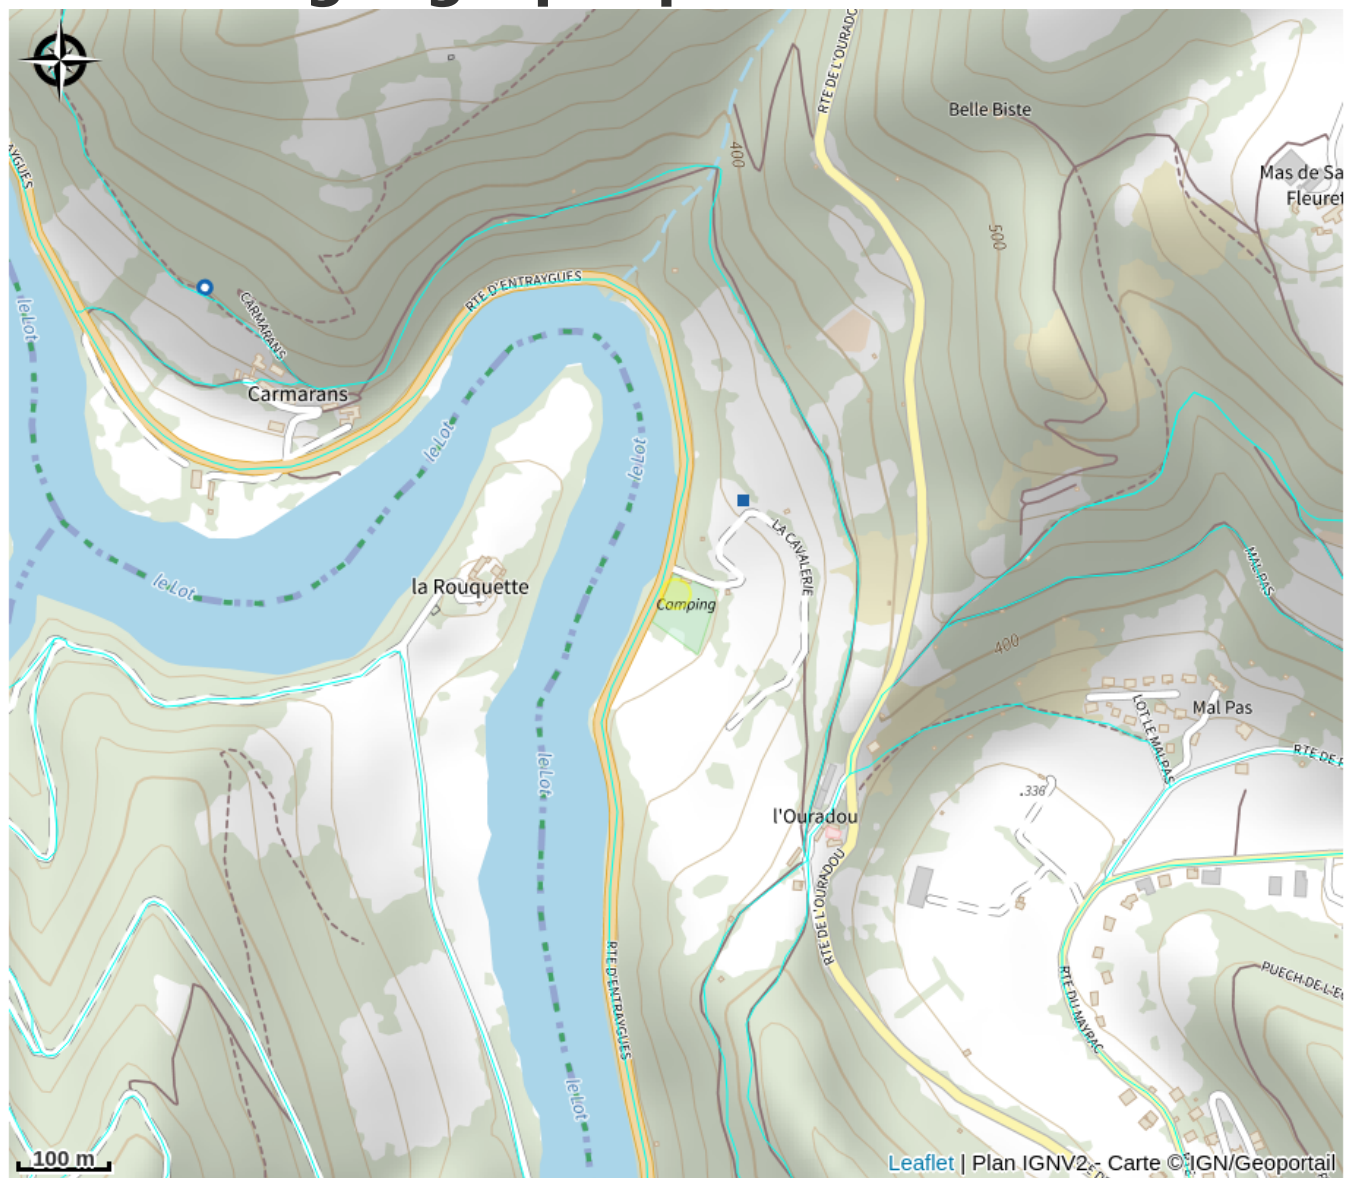 RTE DE L'OURADOU
Belle Biste
400
AYGUES
Mas de Sa
Fleuret
500
RTE D'ENTRAYGUES
le Lot
CARMARANS
Carmarans
le Lot
le Lot
LA CAVALERIE
MAL PAS
le Lot
la Rouquette
Camping
400
Mal Pas
LOT LE MALPAS
RTE DE
le Lot
.336
l'Ouradou
RTE DE L'OURADOU
RTE D'ENTRAYGUES
RTE DU NAYRAC
PUECH-DE-L'E
le Lot
100 m
Leaflet | Plan IGNV2 - Carte © IGN/Geoportail